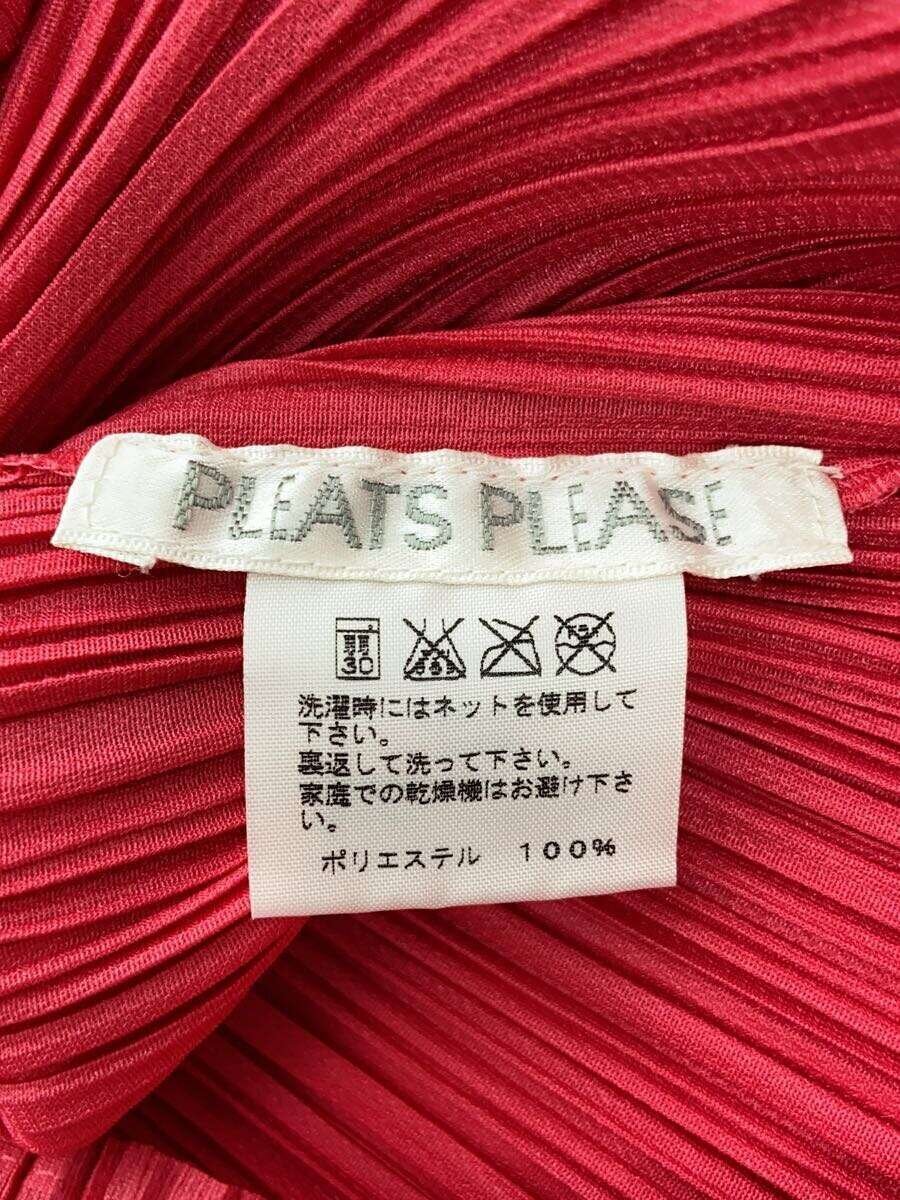 PLEATS PLEASE
30
洗濯時にはネットを使用して
下さい。
裏返して洗って下さい。
家庭での乾燥機はお避け下さ
い。
ポリエステル 100%